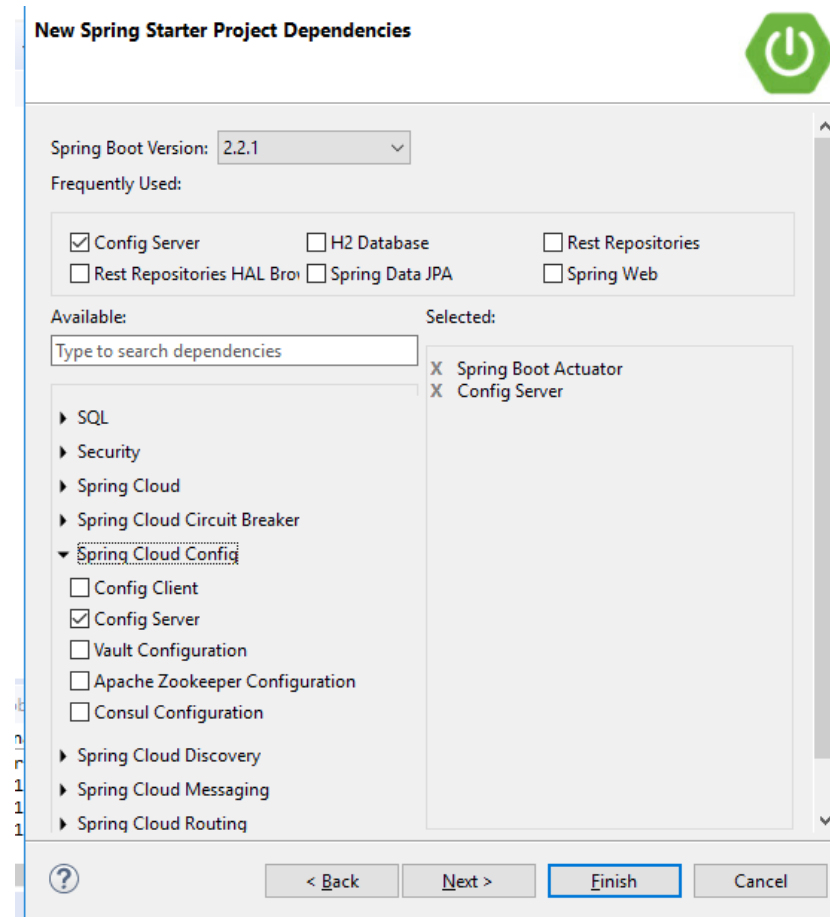 New Spring Starter Project Dependencies
Spring Boot Version: 2.2.1
Frequently Used:
Config Server H2 Database Rest Repositories
Rest Repositories HAL Spring Data JPA Spring Web
Available: Selected:
Type to search dependencies
X Spring Boot Actuator
X Config Server
SQL
Security
Spring Cloud
Spring Cloud Circuit Breaker
Spring Cloud Config
Config Client
Config Server
Vault Configuration
Apache Zookeeper Configuration
Consul Configuration
Spring Cloud Discovery
Spring Cloud Messaging
Spring Cloud Routing
? < Back Next > Finish Cancel